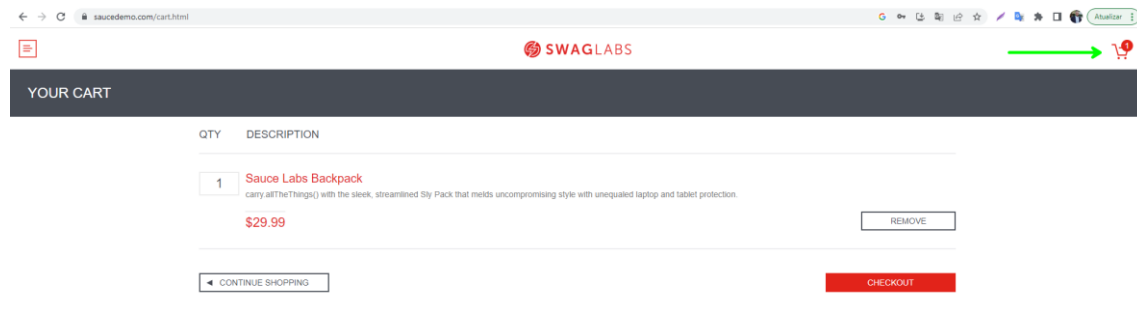 saucedemo.com/cart.html
Atualizar
SWAGLABS
1
YOUR CART
QTY DESCRIPTION
1
Sauce Labs Backpack
carry.allTheThings() with the sleek, streamlined Sly Pack that melds uncompromising style with unequaled laptop and tablet protection.
$29.99
REMOVE
CONTINUE SHOPPING
CHECKOUT